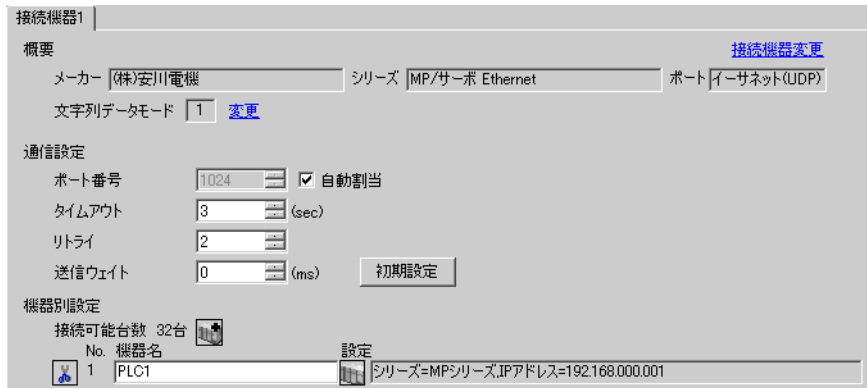 接続機器1
概要 接続機器変更
メーカー (株)安川電機 シリーズ MP/サーボ Ethernet ポート イーサネット(UDP)
文字列データモード 1 変更
通信設定
ポート番号 1024 自動割当
タイムアウト 3 (sec)
リトライ 2
送信ウェイト 0 (ms) 初期設定
機器別設定
接続可能台数 32台
No. 機器名 設定
1 PLC1 シリーズ=MPシリーズ,IPアドレス=192.168.000.001